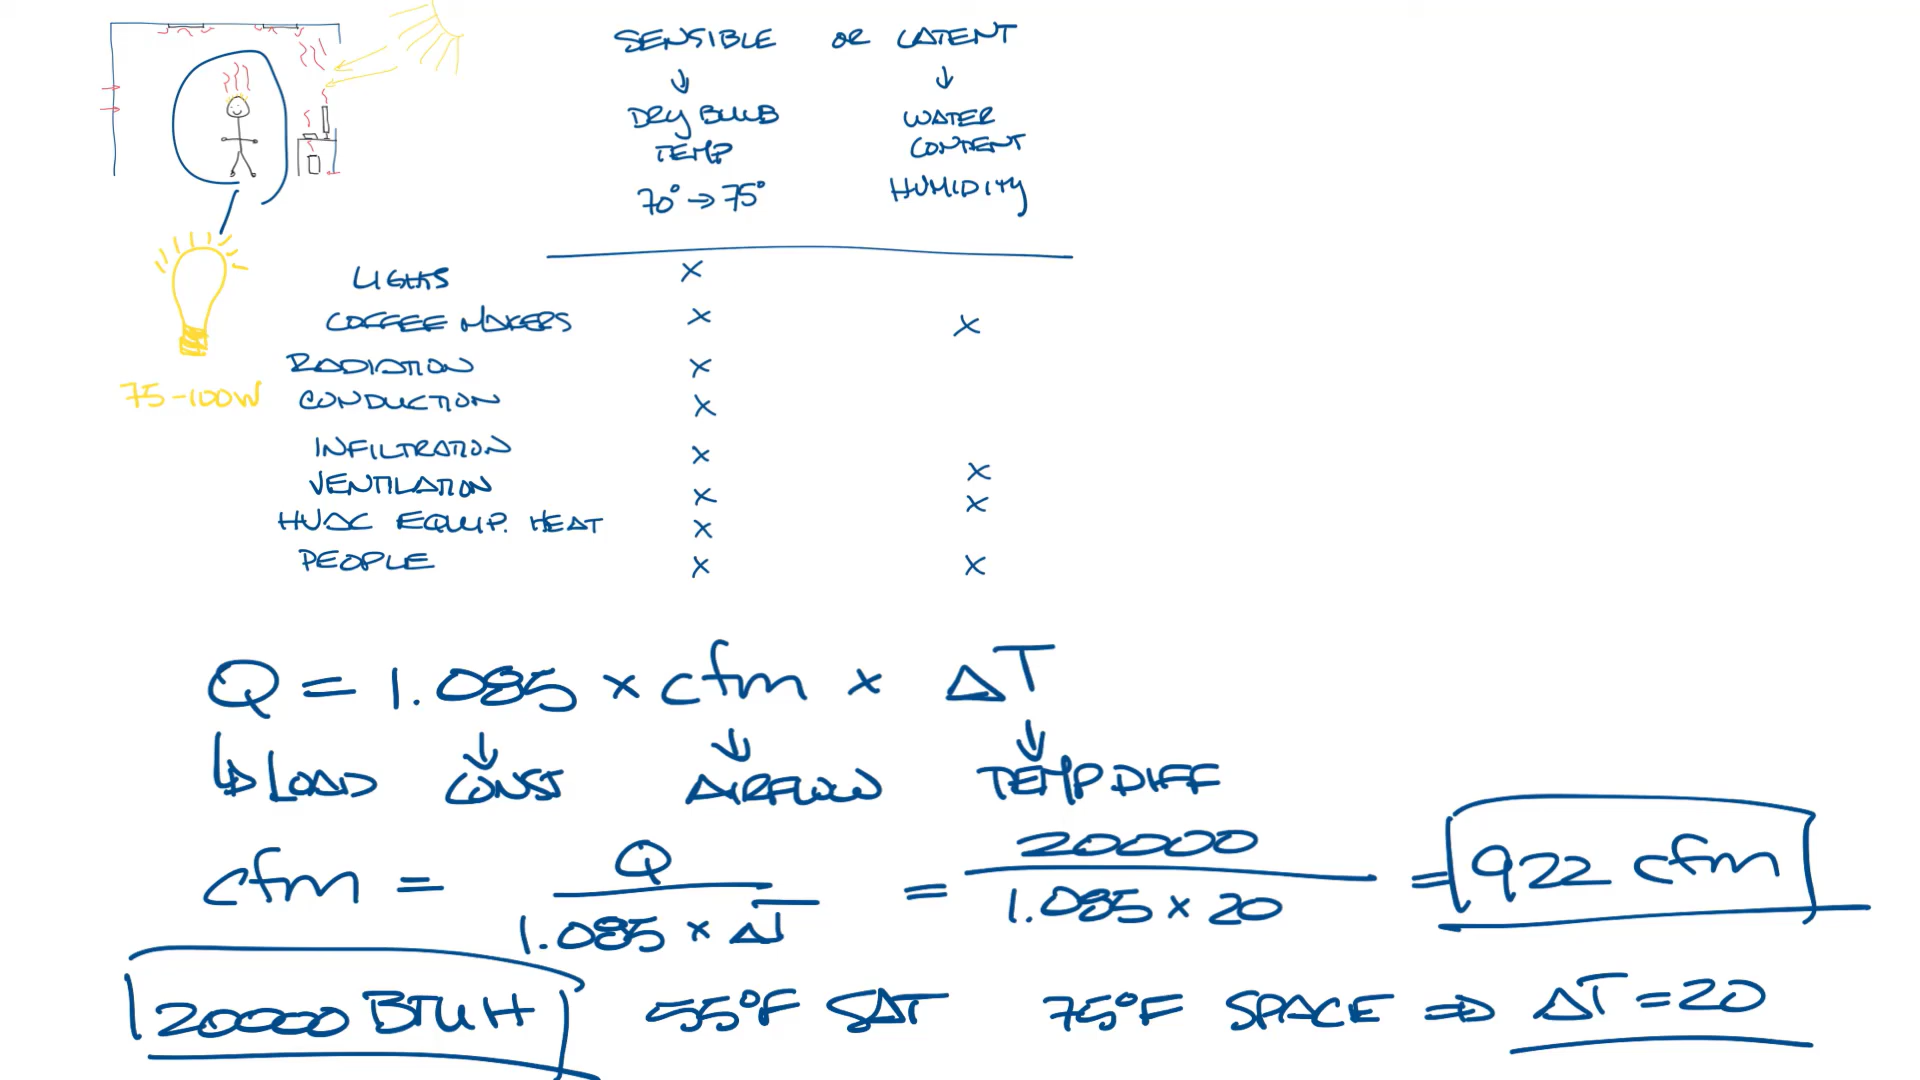 SENSIBLE OR LATENT
↓ ↓
DRY BULB WATER
TEMP CONTENT
70° → 75° HUMIDITY
LIGHTS X
COFFEE MAKERS X X
RADIATION X
75-100W CONDUCTION X
INFILTRATION X X
VENTILATION X X
HVAC EQUIP. HEAT X
PEOPLE X X
Q = 1.085 × cfm × ΔT
↳ LOAD ↓ CONST ↓ AIRFLOW ↓ TEMP DIFF
cfm = Q / 1.085 × ΔT = 20000 / 1.085 × 20 = 922 cfm
20000 BTUH 55°F SAT 75°F SPACE ⇒ ΔT = 20